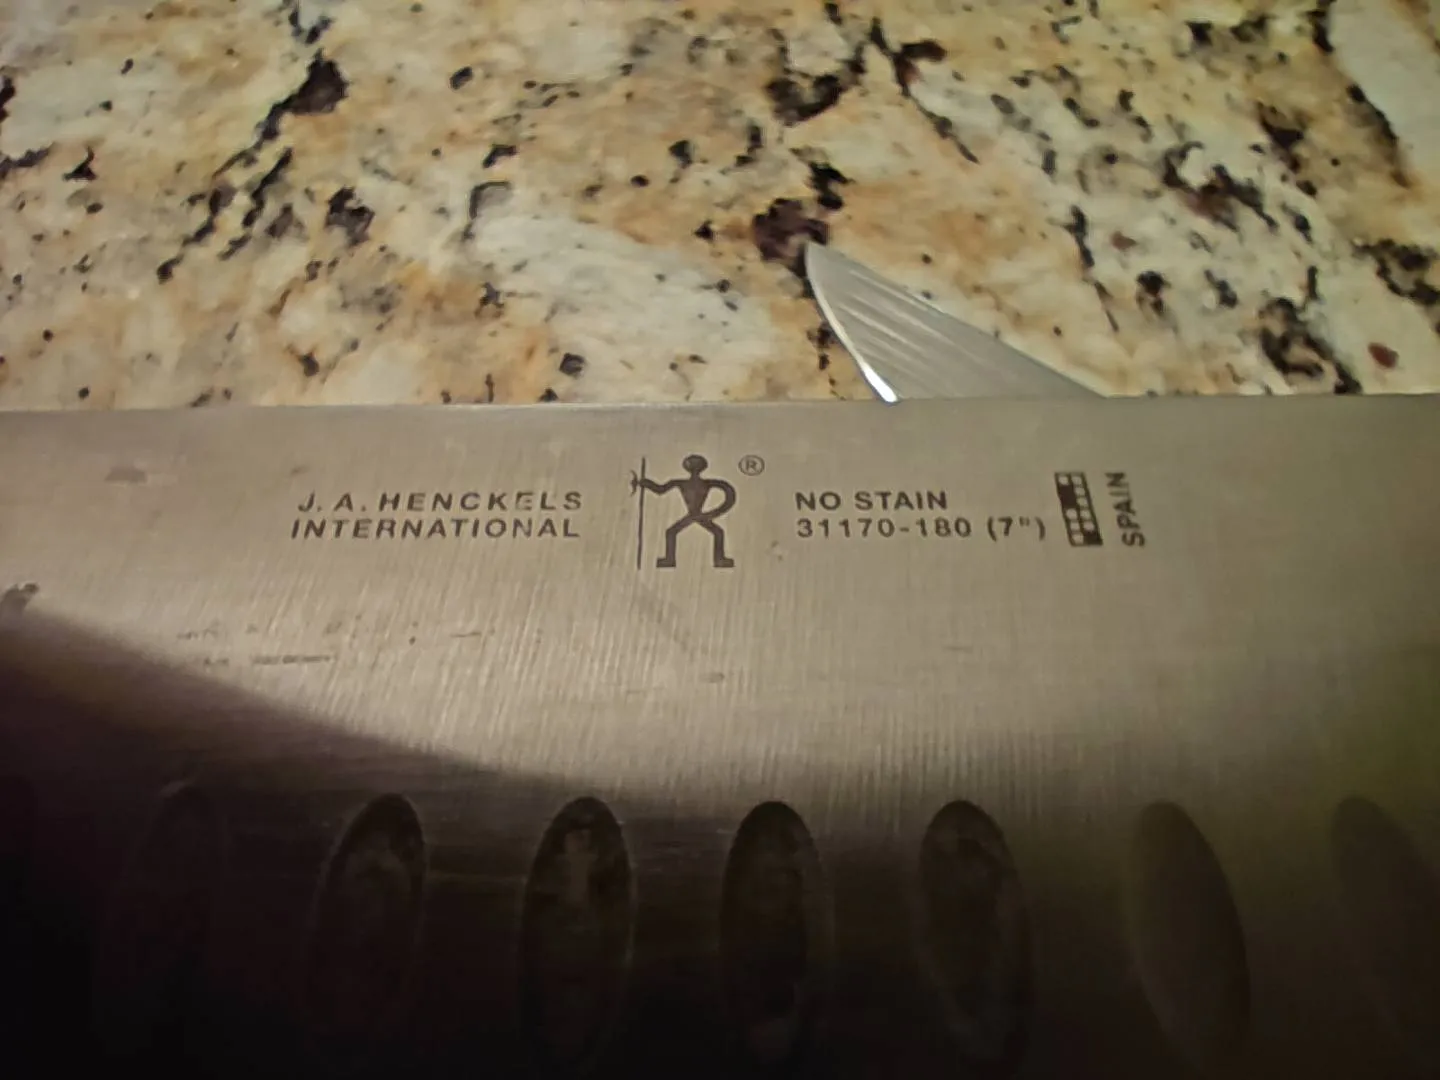 J. A. HENCKELS
INTERNATIONAL
®
NO STAIN
31170-180 (7")
SPAIN